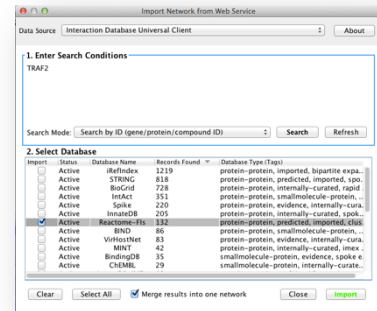 Import Network from Web Service
Data Source Interaction Database Universal Client About
1. Enter Search Conditions
TRAF2
Search Mode: Search by ID (gene/protein/compound ID) Search Refresh
2. Select Database
Import Status Database Name Records Found Database Type (Tags)
Active iRefIndex 1219 protein-protein, imported, bipartite expa...
Active STRING 818 protein-protein, predicted, imported, spo...
Active BioGrid 728 protein-protein, internally-curated, rapid
Active IntAct 351 protein-protein, smallmolecule-protein, ...
Active Spike 220 protein-protein, evidence, internally-cura...
Active InnateDB 205 protein-protein, internally-curated, spok...
Active Reactome-FIs 132 protein-protein, predicted, imported, clus
Active BIND 86 protein-protein, smallmolecule-protein, ...
Active VirHostNet 83 protein-protein, evidence, internally-cura..
Active MINT 42 protein-protein, internally-curated, imex .
Active BindingDB 35 smallmolecule-protein, evidence, spoke e.
Active ChEMBL 29 smallmolecule-protein, internally-curate...
Clear Select All Merge results into one network Close Import